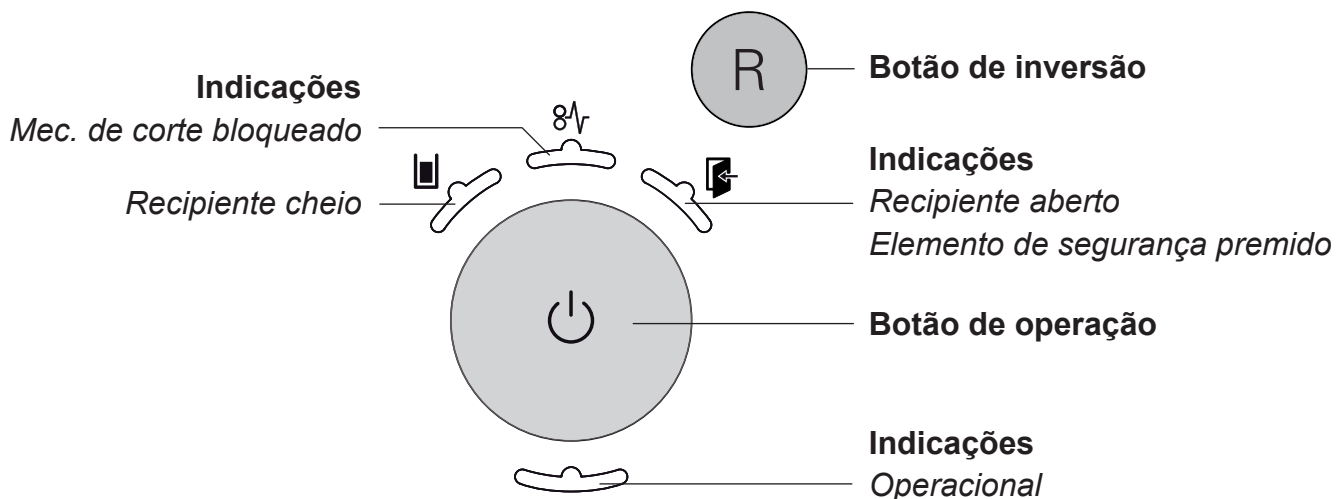 Indicações
Mec. de corte bloqueado
Recipiente cheio
R
Botão de inversão
Indicações
Recipiente aberto
Elemento de segurança premido
Botão de operação
Indicações
Operacional